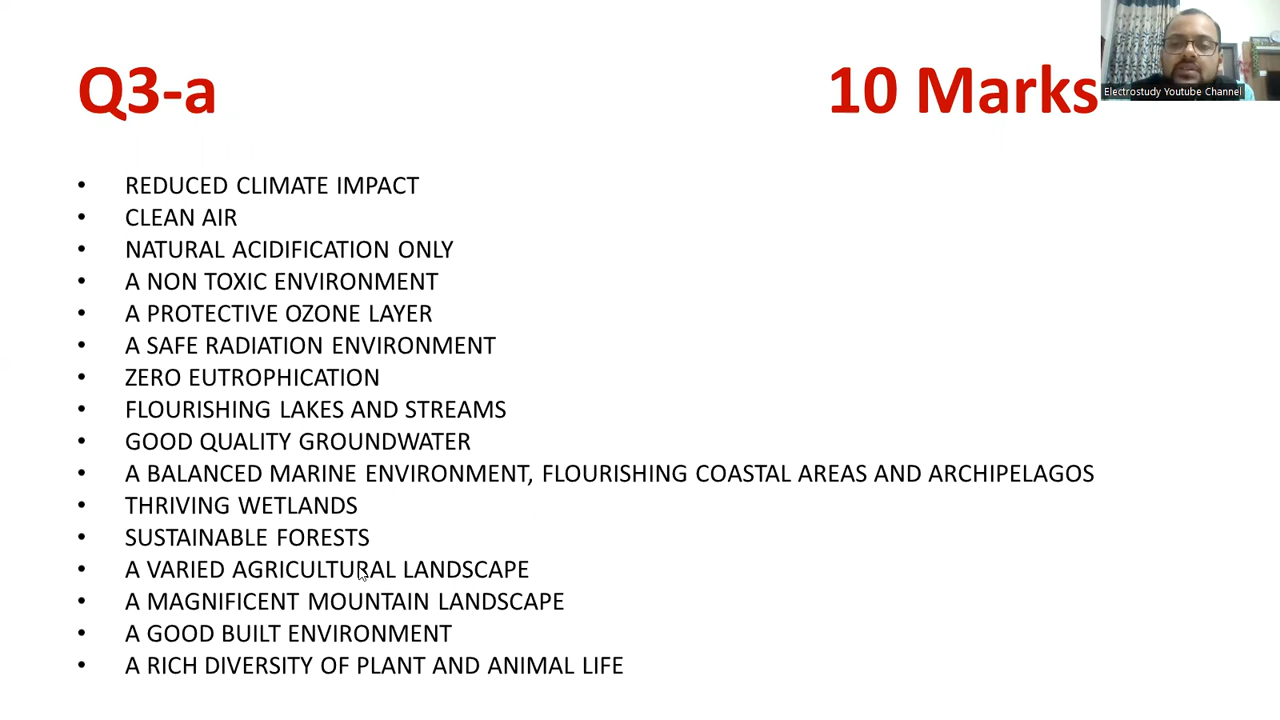 Q3-a
10 Marks
Electrostudy Youtube Channel
• REDUCED CLIMATE IMPACT
• CLEAN AIR
• NATURAL ACIDIFICATION ONLY
• A NON TOXIC ENVIRONMENT
• A PROTECTIVE OZONE LAYER
• A SAFE RADIATION ENVIRONMENT
• ZERO EUTROPHICATION
• FLOURISHING LAKES AND STREAMS
• GOOD QUALITY GROUNDWATER
• A BALANCED MARINE ENVIRONMENT, FLOURISHING COASTAL AREAS AND ARCHIPELAGOS
• THRIVING WETLANDS
• SUSTAINABLE FORESTS
• A VARIED AGRICULTURAL LANDSCAPE
• A MAGNIFICENT MOUNTAIN LANDSCAPE
• A GOOD BUILT ENVIRONMENT
• A RICH DIVERSITY OF PLANT AND ANIMAL LIFE